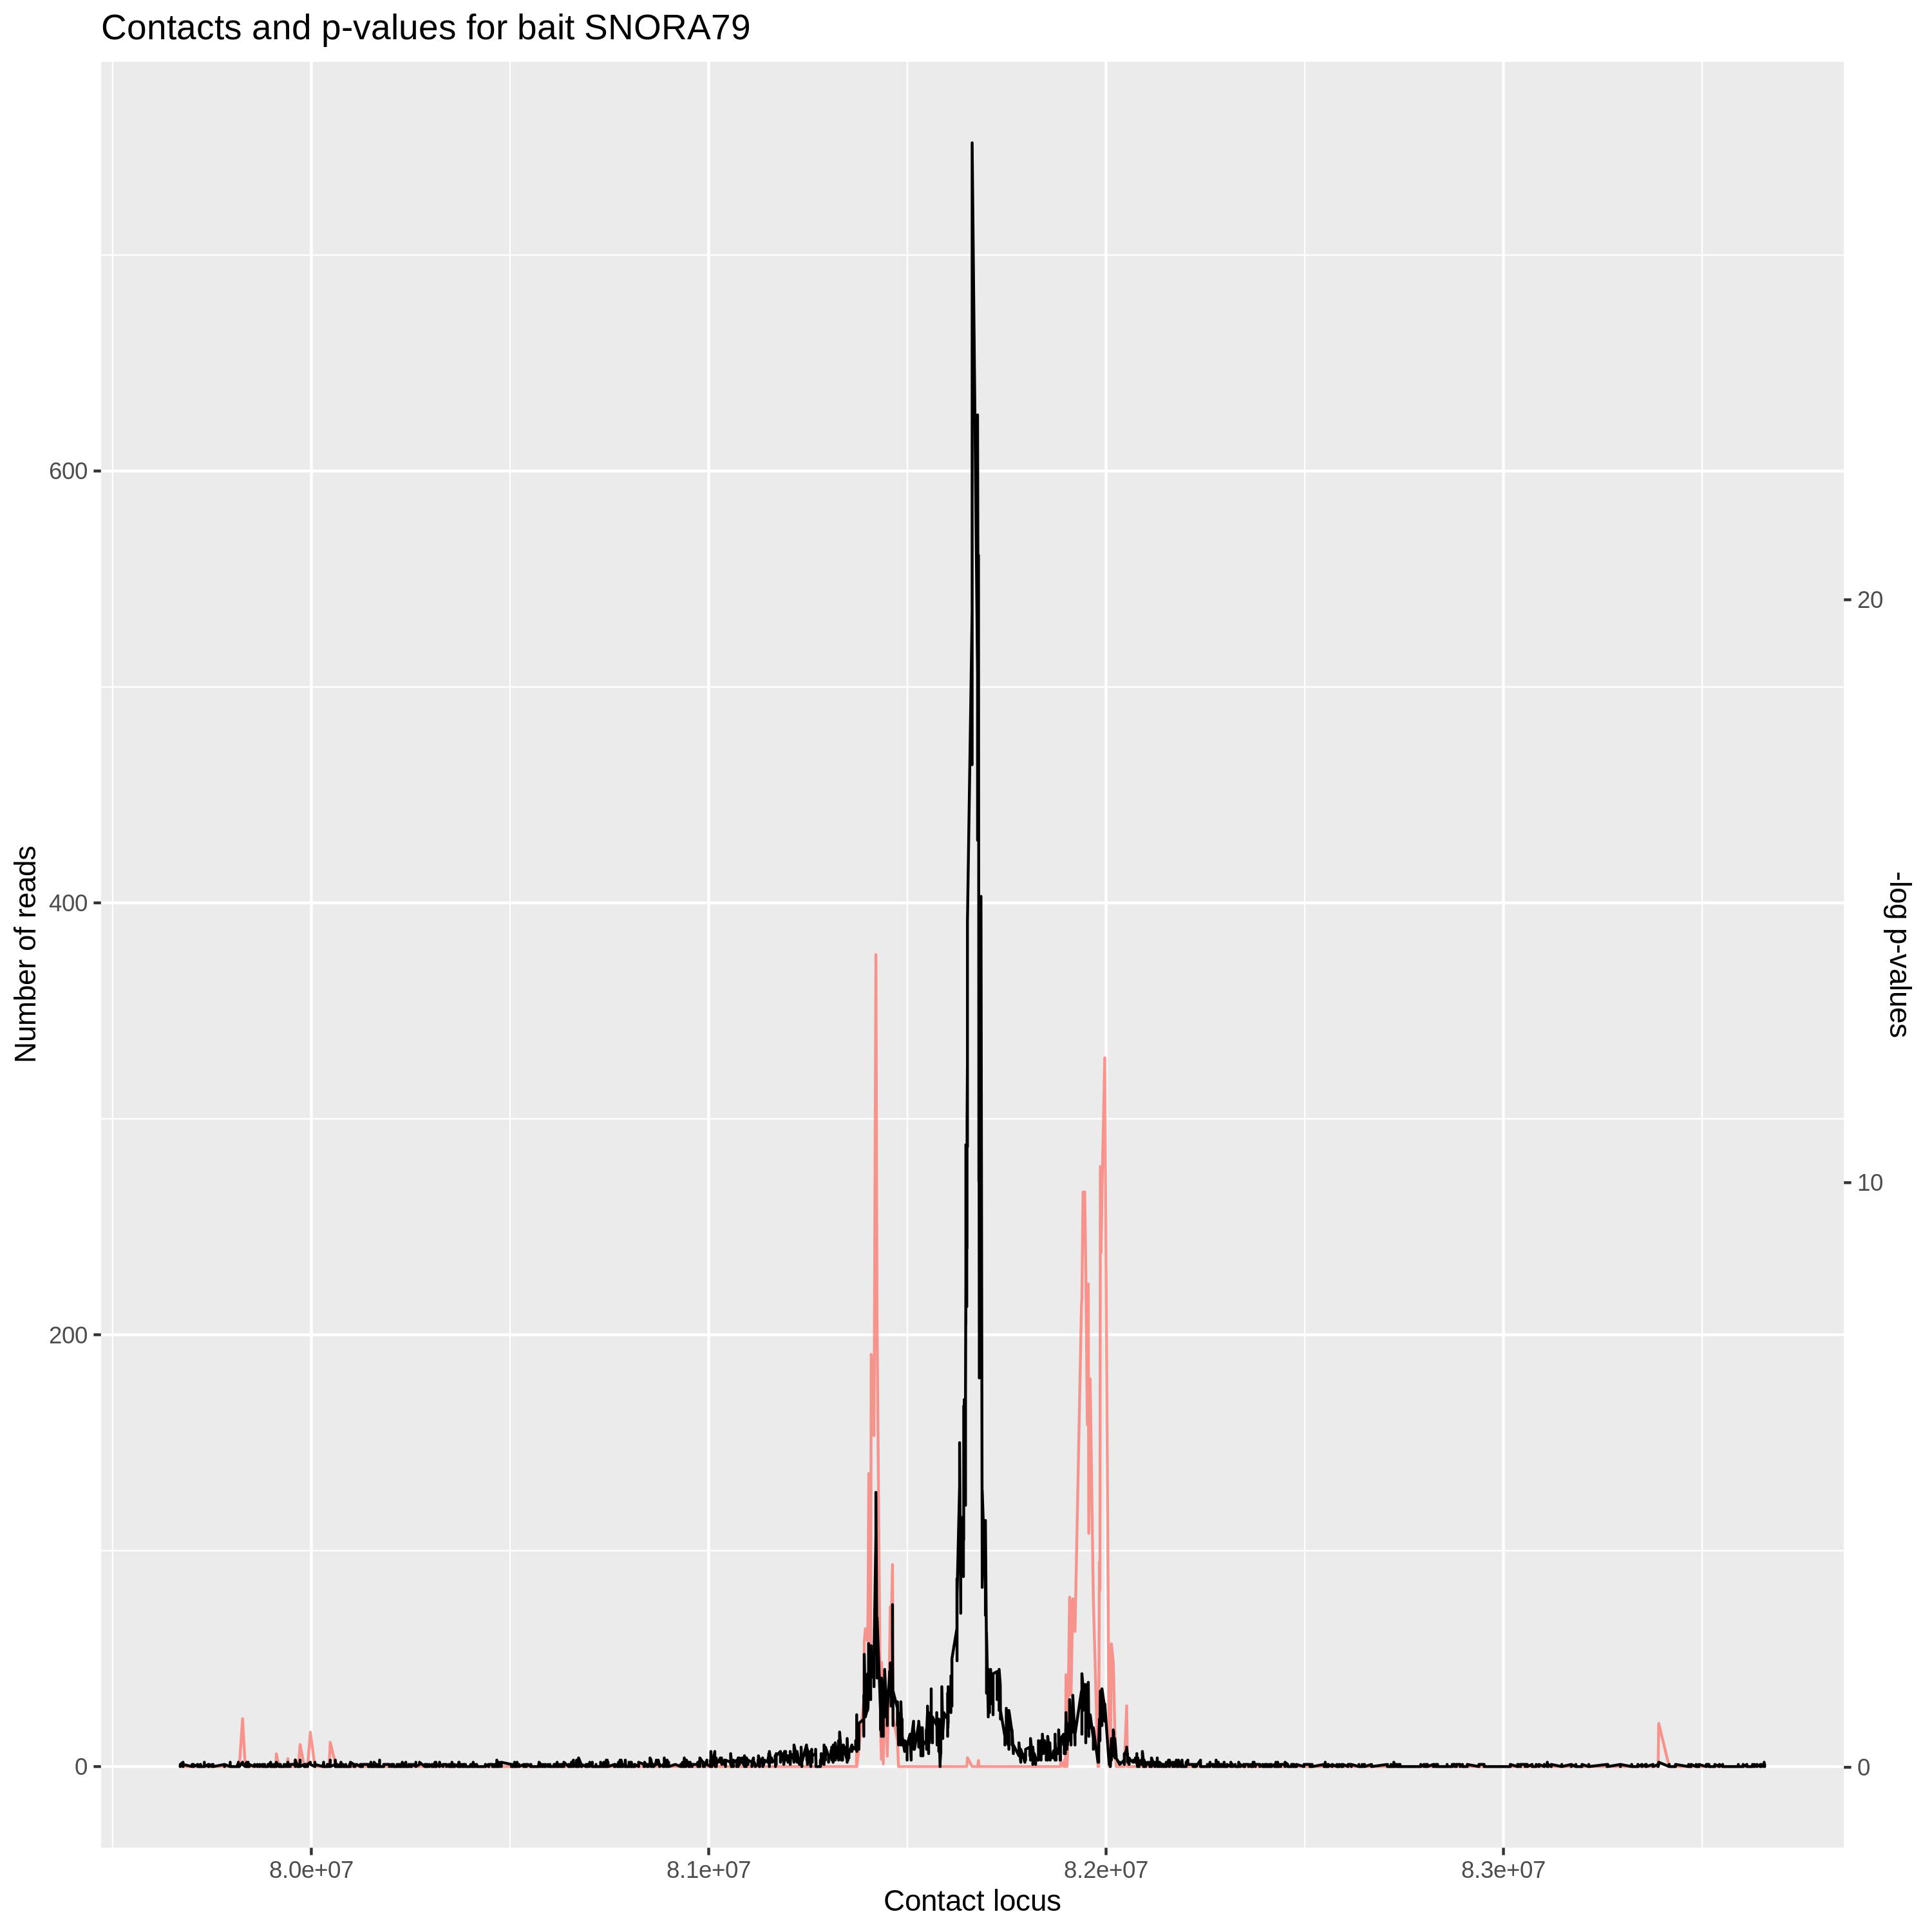 Contacts and p-values for bait SNORA79
600
400
200
0
Number of reads
20
10
0
-log p-values
8.0e+07
8.1e+07
8.2e+07
8.3e+07
Contact locus